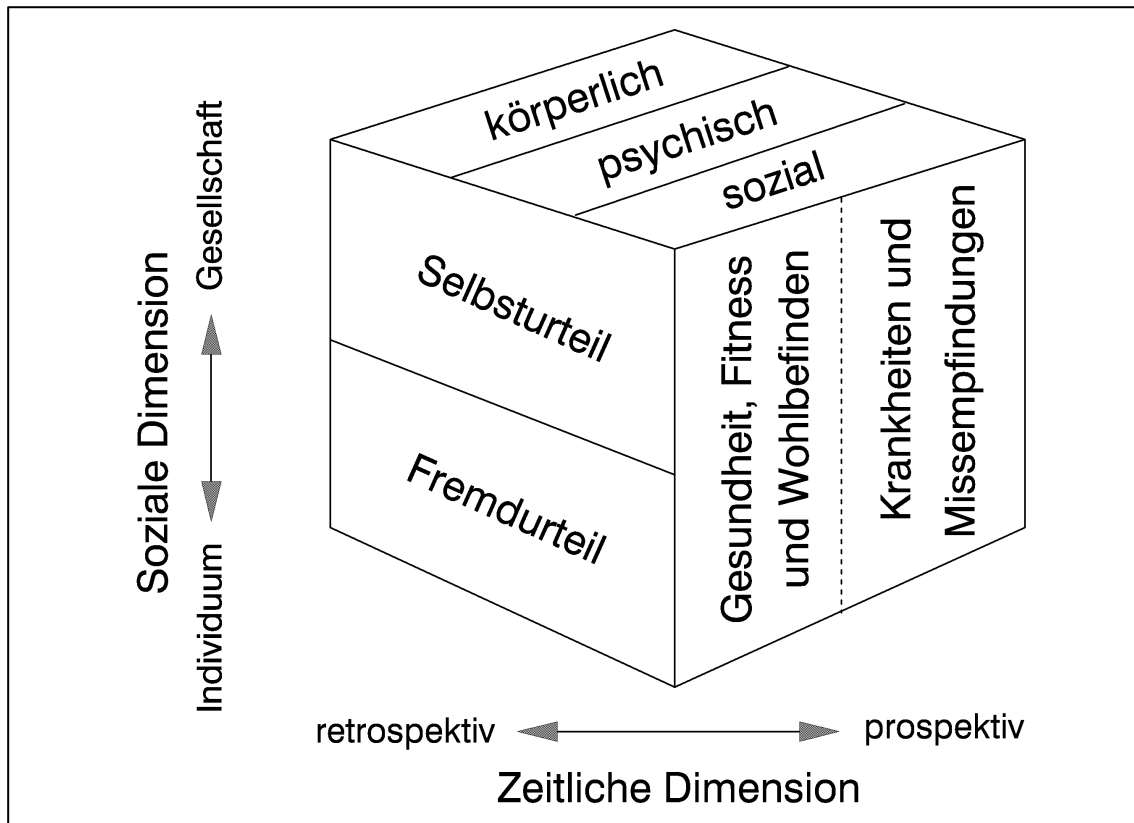 körperlich
psychisch
sozial
Gesellschaft
Soziale Dimension
Individuum
Selbsturteil
Fremdurteil
Gesundheit, Fitness
und Wohlbefinden
Krankheiten und
Missempfindungen
retrospektiv
prospektiv
Zeitliche Dimension